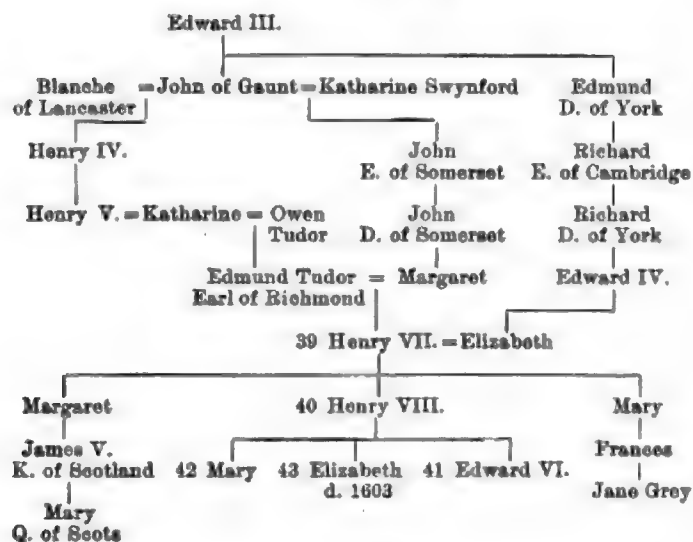 Edward III.
Blanche = John of Gaunt = Katharine Swynford Edmund
of Lancaster D. of York
Henry IV. John Richard
E. of Somerset E. of Cambridge
Henry V. = Katharine = Owen John Richard
Tudor D. of Somerset D. of York
Edmund Tudor = Margaret Edward IV.
Earl of Richmond
39 Henry VII. = Elizabeth
Margaret 40 Henry VIII. Mary
James V. Frances
K. of Scotland 42 Mary 43 Elizabeth 41 Edward VI.
d. 1603 Jane Grey
Mary
Q. of Scots